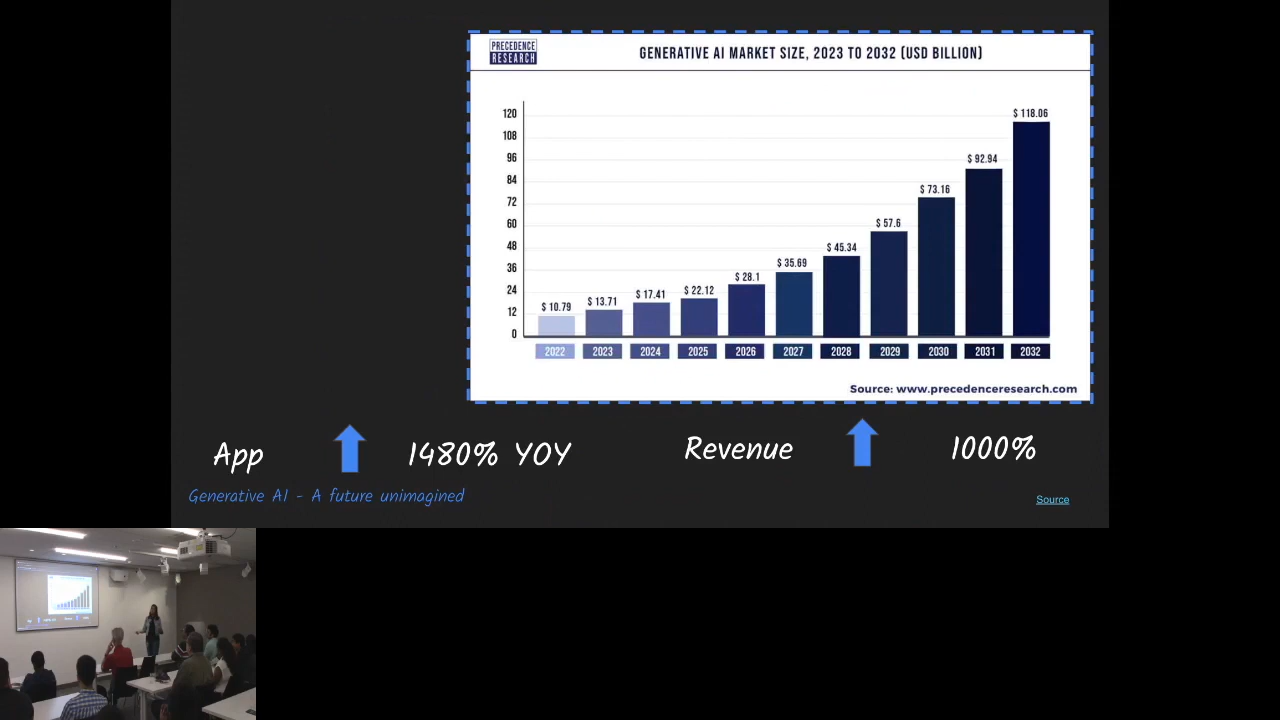 PRECEDENCE
RESEARCH
GENERATIVE AI MARKET SIZE, 2023 TO 2032 (USD BILLION)
120
108
96
84
72
60
48
36
24
12
0
$ 10.79
$ 13.71
$ 17.41
$ 22.12
$ 28.1
$ 35.69
$ 45.34
$ 57.6
$ 73.16
$ 92.94
$ 118.06
2022 2023 2024 2025 2026 2027 2028 2029 2030 2031 2032
Source: www.precedenceresearch.com
App 1480% YOY Revenue 1000%
Generative AI - A future unimagined
Source